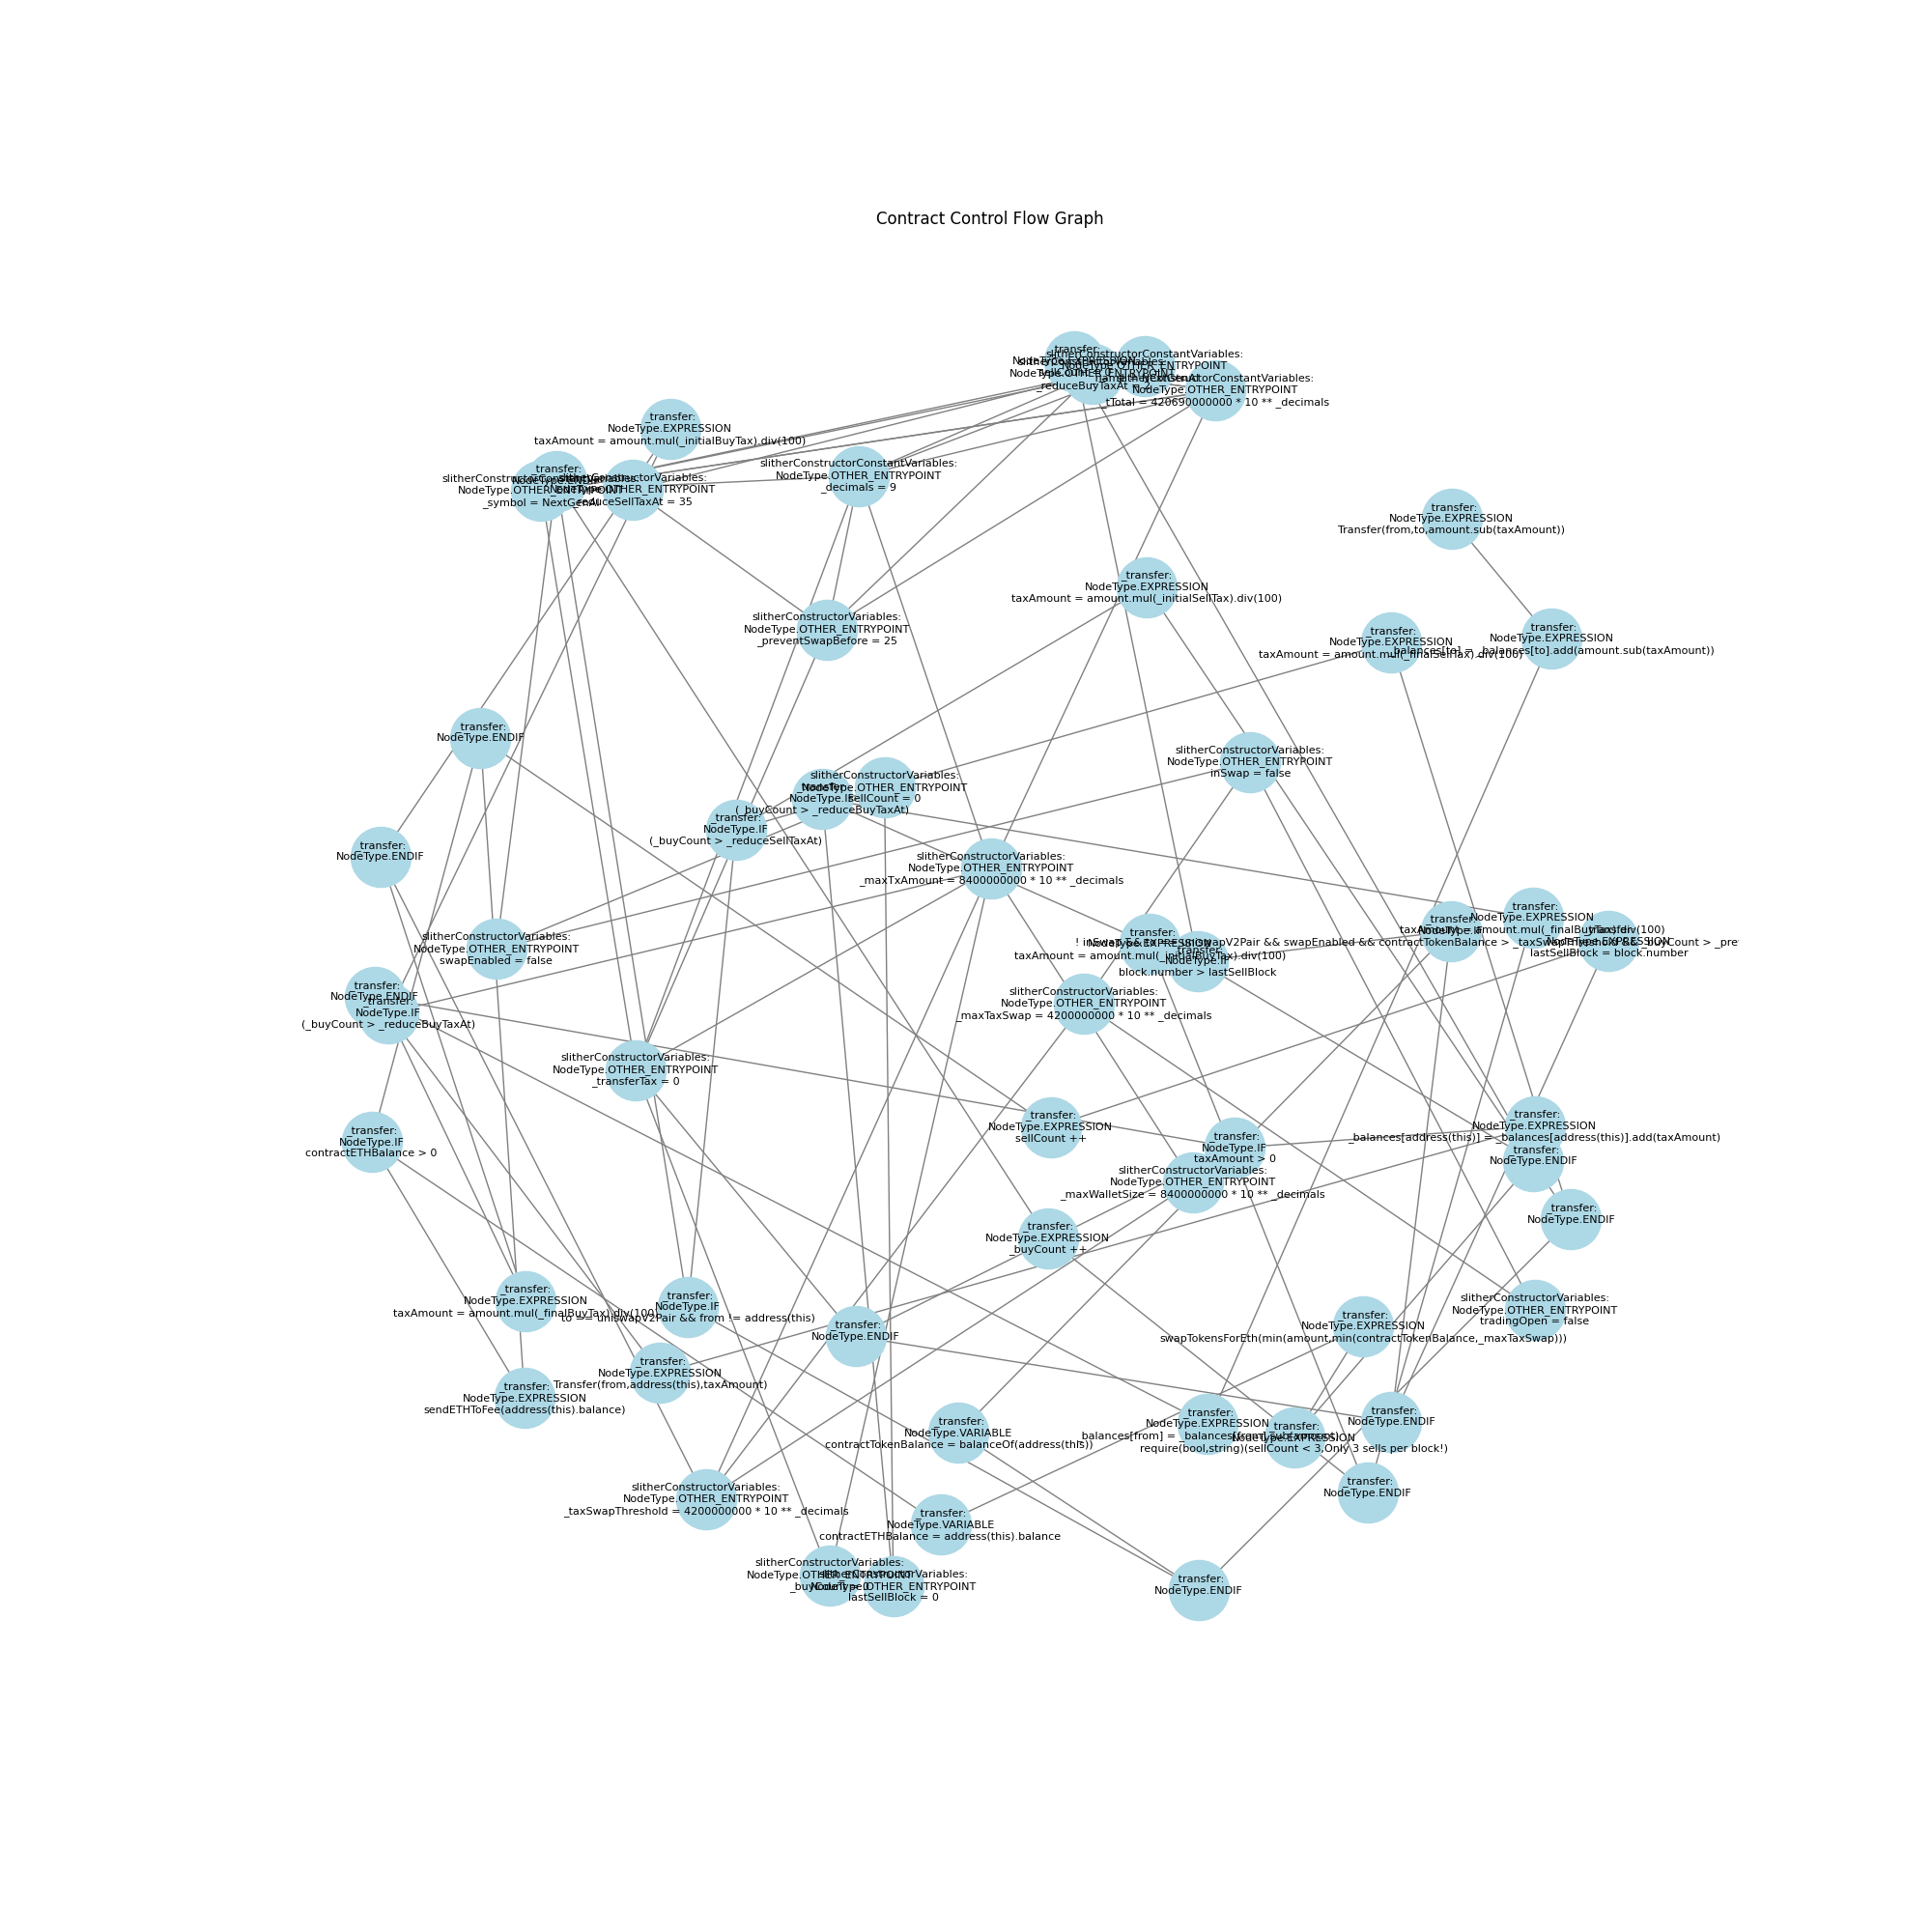 Contract Control Flow Graph
_transfer:
NodeType.EXPRESSION
sellCount = 0
slitherConstructorVariables:
NodeType.OTHER_ENTRYPOINT
_reduceBuyTaxAt =
slitherConstructorConstantVariables:
NodeType.OTHER_ENTRYPOINT
slitherConstructorConstantVariables:
NodeType.OTHER_ENTRYPOINT
_tTotal = 420690000000 * 10 ** _decimals
_transfer:
NodeType.EXPRESSION
taxAmount = amount.mul(_initialBuyTax).div(100)
_transfer:
NodeType.ENDIF
slitherConstructorConstantVariables:
NodeType.OTHER_ENTRYPOINT
_symbol = NextGenAI
slitherConstructorVariables:
NodeType.OTHER_ENTRYPOINT
_reduceSellTaxAt = 35
slitherConstructorConstantVariables:
NodeType.OTHER_ENTRYPOINT
_decimals = 9
_transfer:
NodeType.EXPRESSION
Transfer(from,to,amount.sub(taxAmount))
_transfer:
NodeType.EXPRESSION
taxAmount = amount.mul(_initialSellTax).div(100)
slitherConstructorVariables:
NodeType.OTHER_ENTRYPOINT
_preventSwapBefore = 25
_transfer:
NodeType.EXPRESSION
taxAmount = amount.mul(_finalSellTax).div(100)
_transfer:
NodeType.EXPRESSION
_balances[to] = _balances[to].add(amount.sub(taxAmount))
_transfer:
NodeType.ENDIF
slitherConstructorVariables:
NodeType.OTHER_ENTRYPOINT
inSwap = false
slitherConstructorVariables:
NodeType.OTHER_ENTRYPOINT
sellCount = 0
_transfer:
NodeType.IF
(_buyCount > _reduceBuyTaxAt)
_transfer:
NodeType.IF
(_buyCount > _reduceSellTaxAt)
_transfer:
NodeType.ENDIF
slitherConstructorVariables:
NodeType.OTHER_ENTRYPOINT
_maxTxAmount = 8400000000 * 10 ** _decimals
slitherConstructorVariables:
NodeType.OTHER_ENTRYPOINT
swapEnabled = false
_transfer:
NodeType.EXPRESSION
taxAmount = amount.mul(_initialBuyTax).div(100)
_transfer:
NodeType.IF
block.number > lastSellBlock
_transfer:
NodeType.IF
! inSwap && to == uniswapV2Pair && swapEnabled && contractTokenBalance > _taxSwapThreshold && _buyCount > _pre
_transfer:
NodeType.EXPRESSION
taxAmount = amount.mul(_finalBuyTax).div(100)
_transfer:
NodeType.EXPRESSION
lastSellBlock = block.number
_transfer:
NodeType.ENDIF
_transfer:
NodeType.IF
(_buyCount > _reduceBuyTaxAt)
slitherConstructorVariables:
NodeType.OTHER_ENTRYPOINT
_maxTaxSwap = 4200000000 * 10 ** _decimals
slitherConstructorVariables:
NodeType.OTHER_ENTRYPOINT
_transferTax = 0
_transfer:
NodeType.IF
contractETHBalance > 0
_transfer:
NodeType.EXPRESSION
sellCount ++
_transfer:
NodeType.IF
taxAmount > 0
_transfer:
NodeType.EXPRESSION
_balances[address(this)] = _balances[address(this)].add(taxAmount)
_transfer:
NodeType.ENDIF
slitherConstructorVariables:
NodeType.OTHER_ENTRYPOINT
_maxWalletSize = 8400000000 * 10 ** _decimals
_transfer:
NodeType.ENDIF
_transfer:
NodeType.EXPRESSION
_buyCount ++
_transfer:
NodeType.EXPRESSION
taxAmount = amount.mul(_finalBuyTax).div(100)
_transfer:
NodeType.IF
to == uniswapV2Pair && from != address(this)
_transfer:
NodeType.ENDIF
_transfer:
NodeType.EXPRESSION
swapTokensForEth(min(amount,min(contractTokenBalance,_maxTaxSwap)))
slitherConstructorVariables:
NodeType.OTHER_ENTRYPOINT
tradingOpen = false
_transfer:
NodeType.EXPRESSION
Transfer(from,address(this),taxAmount)
_transfer:
NodeType.EXPRESSION
sendETHToFee(address(this).balance)
_transfer:
NodeType.VARIABLE
contractTokenBalance = balanceOf(address(this))
_transfer:
NodeType.EXPRESSION
_balances[from] = _balances[from].sub(amount)
_transfer:
NodeType.EXPRESSION
require(bool,string)(sellCount < 3,Only 3 sells per block!)
_transfer:
NodeType.ENDIF
_transfer:
NodeType.ENDIF
slitherConstructorVariables:
NodeType.OTHER_ENTRYPOINT
_taxSwapThreshold = 4200000000 * 10 ** _decimals
_transfer:
NodeType.VARIABLE
contractETHBalance = address(this).balance
slitherConstructorVariables:
NodeType.OTHER_ENTRYPOINT
_buyCount = 0
slitherConstructorVariables:
NodeType.OTHER_ENTRYPOINT
lastSellBlock = 0
_transfer:
NodeType.ENDIF